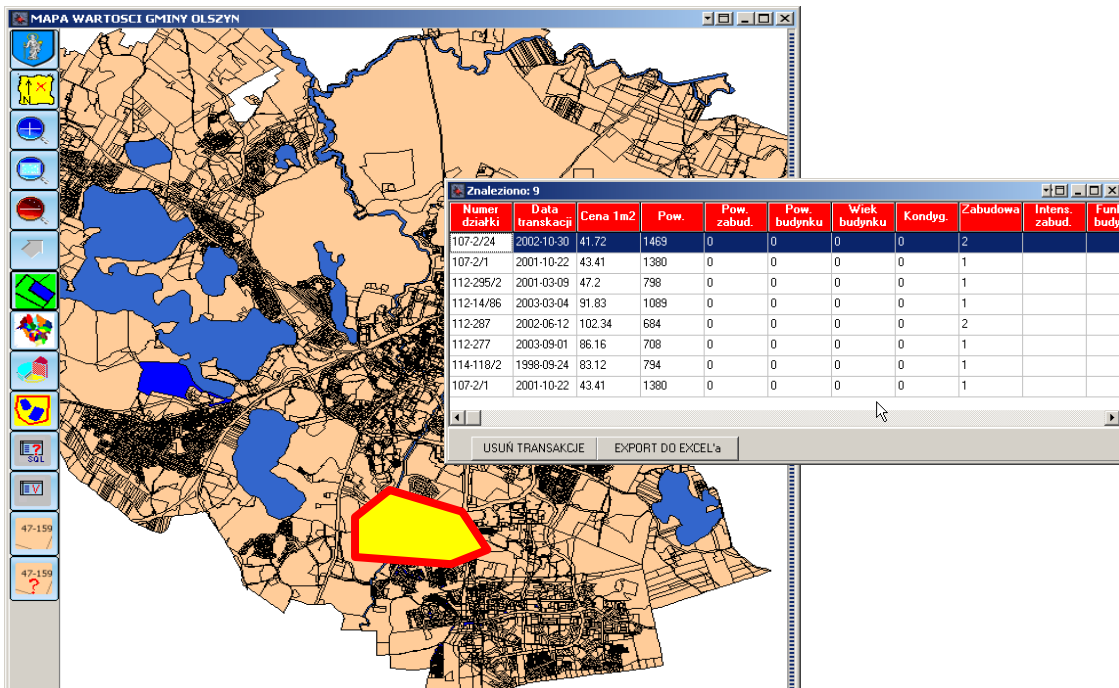 MAPA WARTOSCI GMINY OLSZYN
N
SQL
V
47-159
47-159
?
Znaleziono: 9
Numer działki Data transkacji Cena 1m2 Pow. Pow. zabud. Pow. budynku Wiek budynku Kondyg. Zabudowa Intens. zabud. Funk budy
107-2/24 2002-10-30 41.72 1469 0 0 0 0 2
107-2/1 2001-10-22 43.41 1380 0 0 0 0 1
112-295/2 2001-03-09 47.2 798 0 0 0 0 1
112-14/86 2003-03-04 91.83 1089 0 0 0 0 1
112-287 2002-06-12 102.34 684 0 0 0 0 2
112-277 2003-09-01 86.16 708 0 0 0 0 1
114-118/2 1998-09-24 83.12 794 0 0 0 0 1
107-2/1 2001-10-22 43.41 1380 0 0 0 0 1
USUŃ TRANSAKCJE EXPORT DO EXCEL'a